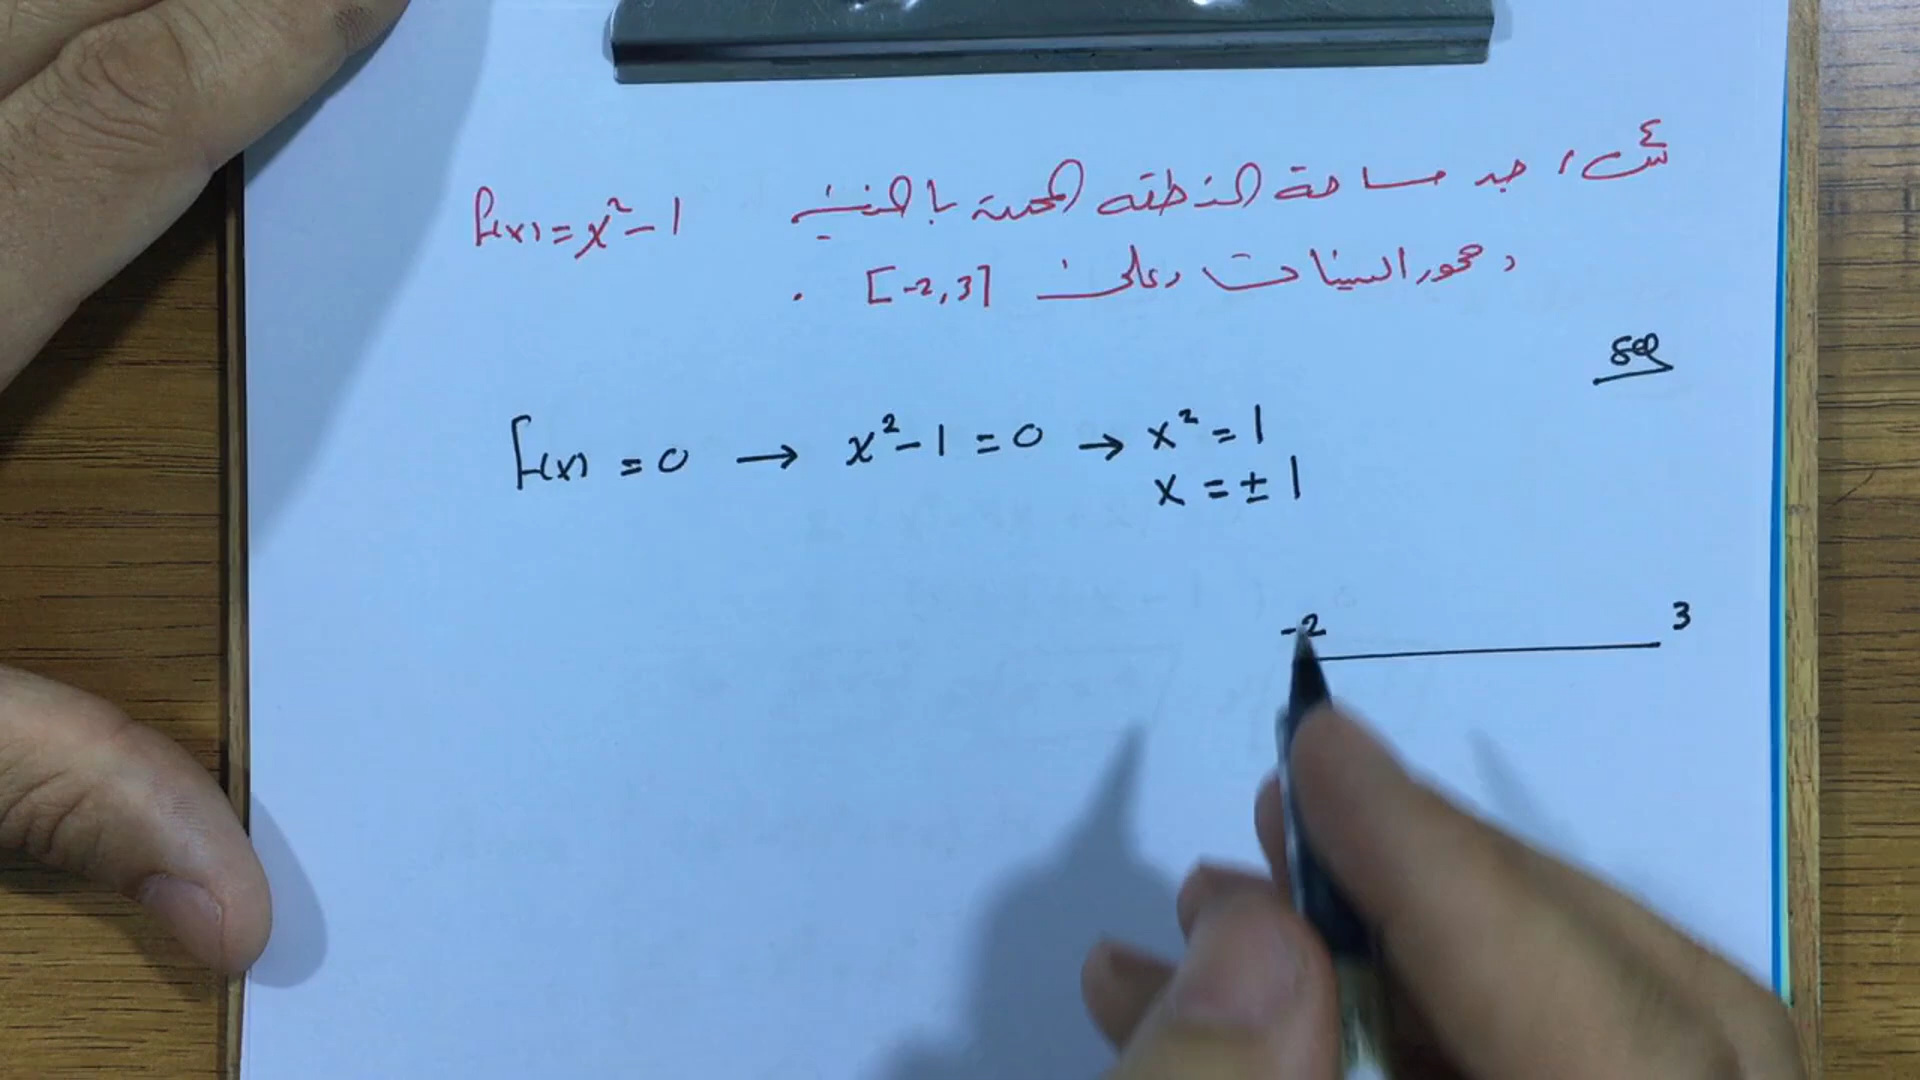 س٤ / جد مساحة المنطقة المحددة بالمنحني f(x) = x² - 1
و محور السينات وعلى [-2, 3] .
Sol
f(x) = 0 → x² - 1 = 0 → x² = 1
x = ± 1
-2 3